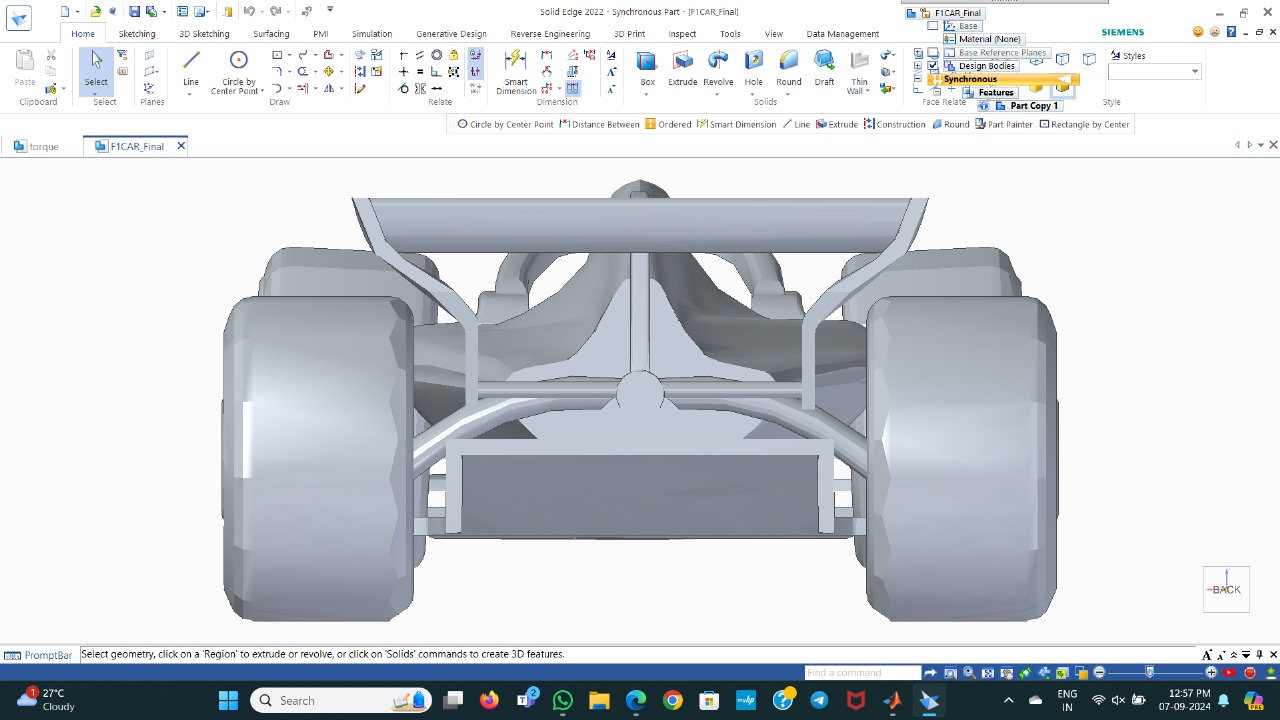 Solid Edge 2022 - Synchronous Part - [F1CAR_Final]
Home
Sketching
3D Sketching
Surfacing
PMI
Simulation
Generative Design
Reverse Engineering
3D Print
Inspect
Tools
View
Data Management
SIEMENS
F1CAR_Final
Base
Material (None)
Base Reference Planes
Design Bodies
Synchronous
Features
Part Copy 1
Paste
Select
Line
Circle by
Center Point
Smart
Dimension
Box
Extrude
Revolve
Hole
Round
Draft
Thin
Wall
Styles
Clipboard
Select
Planes
Draw
Relate
Dimension
Solids
Face Relate
Style
Circle by Center Point
Distance Between
Ordered
Smart Dimension
Line
Extrude
Construction
Round
Part Painter
Rectangle by Center
torque
F1CAR_Final
BACK
PromptBar
Select geometry, click on a 'Region' to extrude or revolve, or click on 'Solids' commands to create 3D features.
Find a command
1
27°C
Cloudy
Search
2
ENG
IN
12:57 PM
07-09-2024